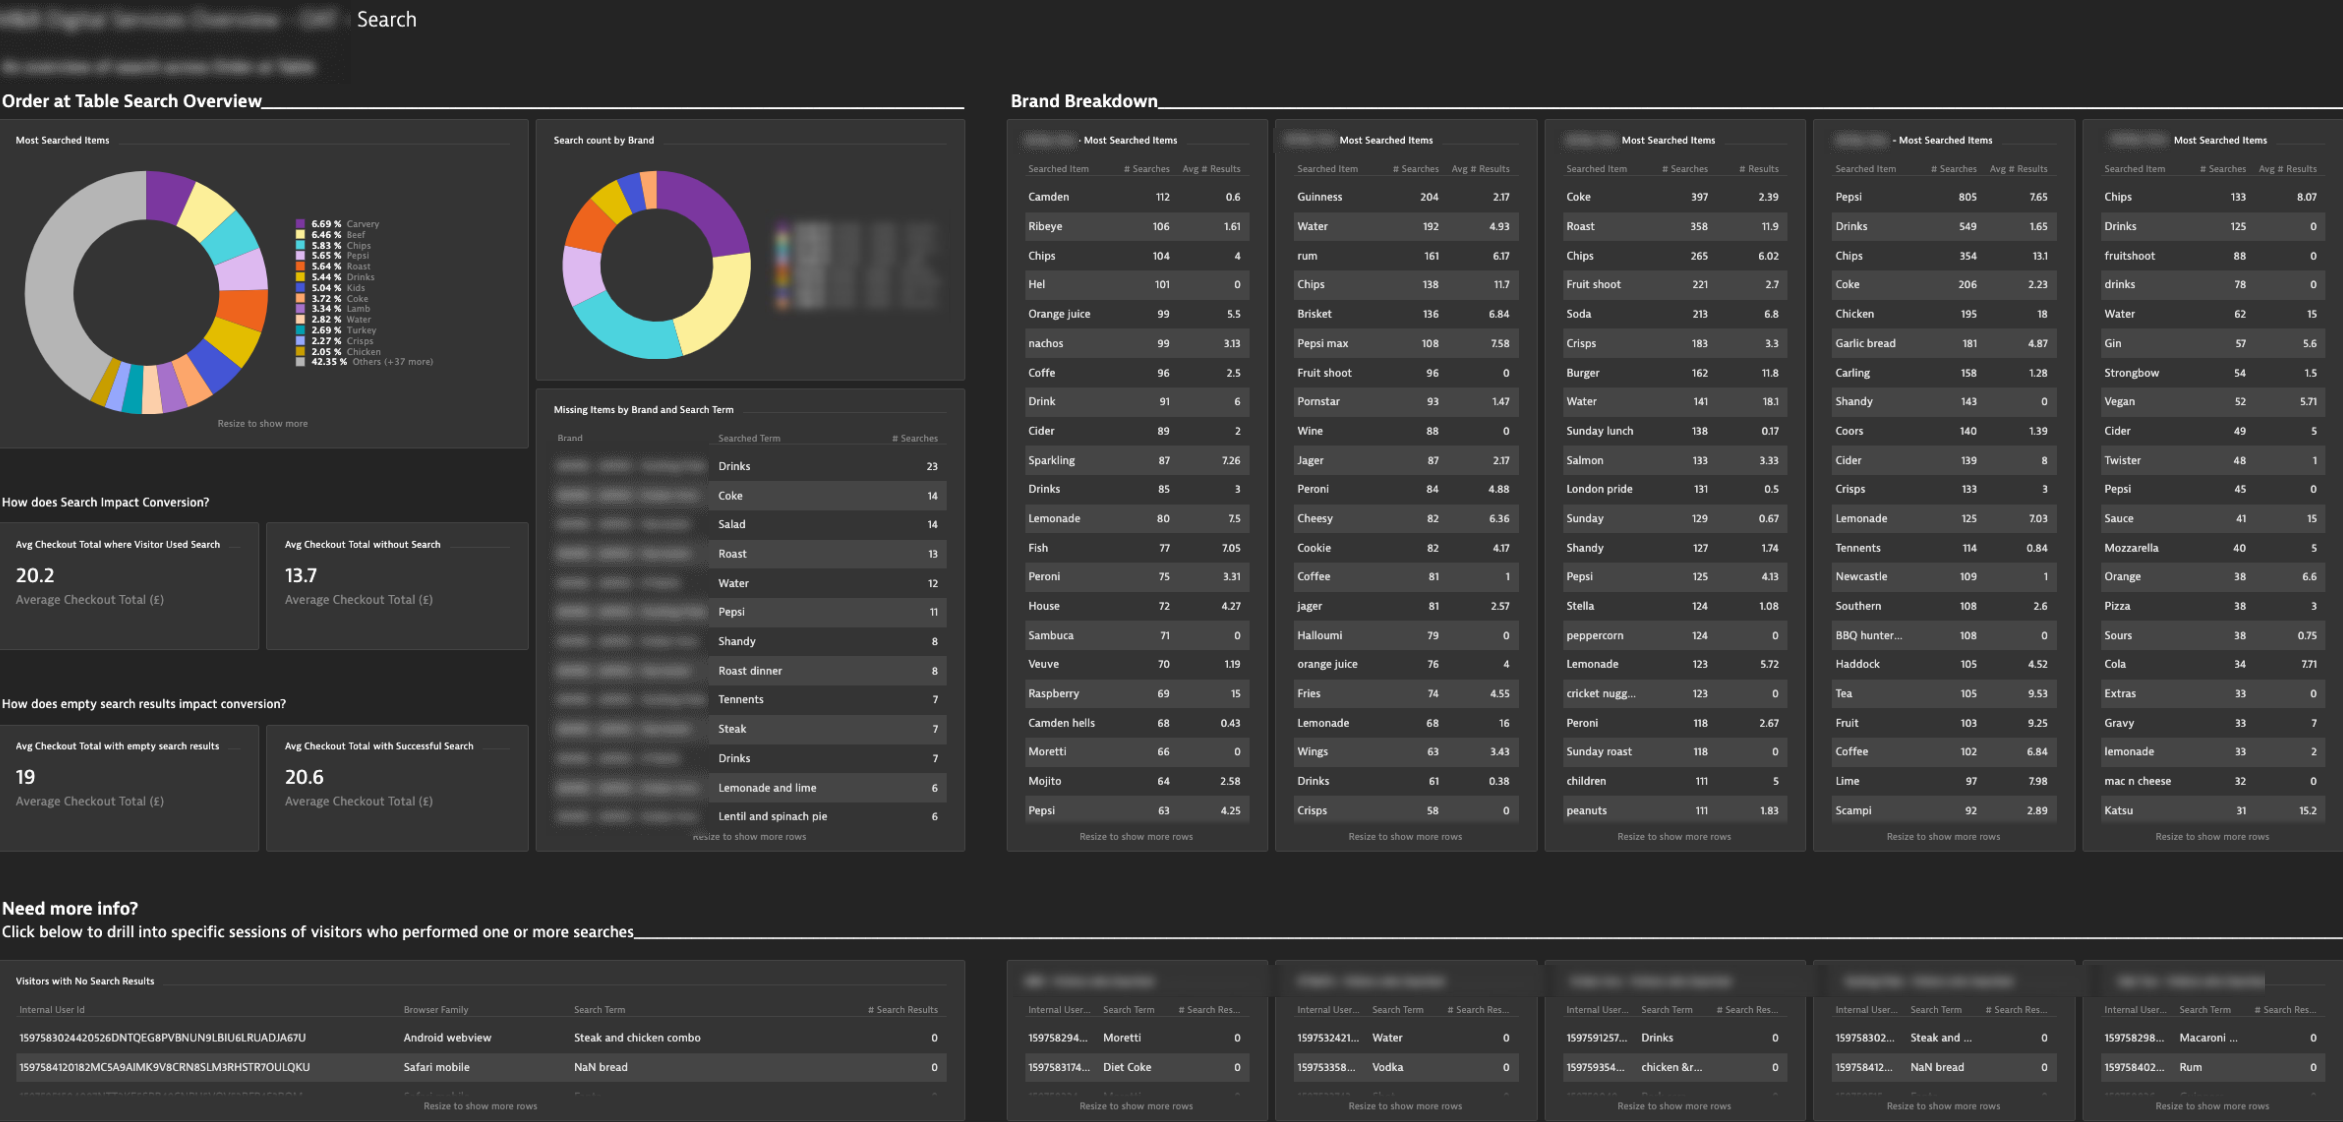 Search
Order at Table Search Overview
Most Searched Items
6.69 % Carvery
6.46 % Beef
5.83 % Chips
5.65 % Pepsi
5.64 % Roast
5.44 % Drinks
5.04 % Kids
3.72 % Coke
3.34 % Lamb
2.82 % Water
2.69 % Turkey
2.27 % Crisps
2.05 % Chicken
42.35 % Others (+37 more)
Resize to show more
Search count by Brand
How does Search Impact Conversion?
Avg Checkout Total where Visitor Used Search
20.2
Average Checkout Total (£)
Avg Checkout Total without Search
13.7
Average Checkout Total (£)
How does empty search results impact conversion?
Avg Checkout Total with empty search results
19
Average Checkout Total (£)
Avg Checkout Total with Successful Search
20.6
Average Checkout Total (£)
Missing Items by Brand and Search Term
Brand Searched Term # Searches
Drinks 23
Coke 14
Salad 14
Roast 13
Water 12
Pepsi 11
Shandy 8
Roast dinner 8
Tennents 7
Steak 7
Drinks 7
Lemonade and lime 6
Lentil and spinach pie 6
Resize to show more rows
Brand Breakdown
- Most Searched Items
Searched Item # Searches Avg # Results
Camden 112 0.6
Ribeye 106 1.61
Chips 104 4
Hel 101 0
Orange juice 99 5.5
nachos 99 3.13
Coffe 96 2.5
Drink 91 6
Cider 89 2
Sparkling 87 7.26
Drinks 85 3
Lemonade 80 7.5
Fish 77 7.05
Peroni 75 3.31
House 72 4.27
Sambuca 71 0
Veuve 70 1.19
Raspberry 69 15
Camden hells 68 0.43
Moretti 66 0
Mojito 64 2.58
Pepsi 63 4.25
Resize to show more rows
Most Searched Items
Searched Item # Searches Avg # Results
Guinness 204 2.17
Water 192 4.93
rum 161 6.17
Chips 138 11.7
Brisket 136 6.84
Pepsi max 108 7.58
Fruit shoot 96 0
Pornstar 93 1.47
Wine 88 0
Jager 87 2.17
Peroni 84 4.88
Cheesy 82 6.36
Cookie 82 4.17
Coffee 81 1
jager 81 2.57
Halloumi 79 0
orange juice 76 4
Fries 74 4.55
Lemonade 68 16
Wings 63 3.43
Drinks 61 0.38
Crisps 58 0
Resize to show more rows
Most Searched Items
Searched Item # Searches # Results
Coke 397 2.39
Roast 358 11.9
Chips 265 6.02
Fruit shoot 221 2.7
Soda 213 6.8
Crisps 183 3.3
Burger 162 11.8
Water 141 18.1
Sunday lunch 138 0.17
Salmon 133 3.33
London pride 131 0.5
Sunday 129 0.67
Shandy 127 1.74
Pepsi 125 4.13
Stella 124 1.08
peppercorn 124 0
Lemonade 123 5.72
cricket nugg... 123 0
Peroni 118 2.67
Sunday roast 118 0
children 111 5
peanuts 111 1.83
Resize to show more rows
- Most Searched Items
Searched Item # Searches Avg # Results
Pepsi 805 7.65
Drinks 549 1.65
Chips 354 13.1
Coke 206 2.23
Chicken 195 18
Garlic bread 181 4.87
Carling 158 1.28
Shandy 143 0
Coors 140 1.39
Cider 139 8
Crisps 133 3
Lemonade 125 7.03
Tennents 114 0.84
Newcastle 109 1
Southern 108 2.6
BBQ hunter... 108 0
Haddock 105 4.52
Tea 105 9.53
Fruit 103 9.25
Coffee 102 6.84
Lime 97 7.98
Scampi 92 2.89
Resize to show more rows
Most Searched Items
Searched Item # Searches Avg # Results
Chips 133 8.07
Drinks 125 0
fruitshoot 88 0
drinks 78 0
Water 62 15
Gin 57 5.6
Strongbow 54 1.5
Vegan 52 5.71
Cider 49 5
Twister 48 1
Pepsi 45 0
Sauce 41 15
Mozzarella 40 5
Orange 38 6.6
Pizza 38 3
Sours 38 0.75
Cola 34 7.71
Extras 33 0
Gravy 33 7
lemonade 33 2
mac n cheese 32 0
Katsu 31 15.2
Resize to show more rows
Need more info?
Click below to drill into specific sessions of visitors who performed one or more searches
Visitors with No Search Results
Internal User Id Browser Family Search Term # Search Results
1597583024420526DNTQEG8PVBNUN9LBIU6LRUADJA67U Android webview Steak and chicken combo 0
1597584120182MC5A9AIMK9V8CRN8SLM3RHSTR7OULQKU Safari mobile NaN bread 0
Resize to show more rows
Internal User... Search Term # Search Res...
159758294... Moretti 0
1597583174... Diet Coke 0
Resize to show more rows
Internal User... Search Term # Search Res...
1597532421... Water 0
159753358... Vodka 0
Resize to show more rows
Internal User... Search Term # Search Res...
1597591257... Drinks 0
159759354... chicken &r... 0
Resize to show more rows
Internal User... Search Term # Search Res...
159758302... Steak and ... 0
159758412... NaN bread 0
Resize to show more rows
Internal User... Search Term # Search Res...
159758298... Macaroni ... 0
159758402... Rum 0
Resize to show more rows